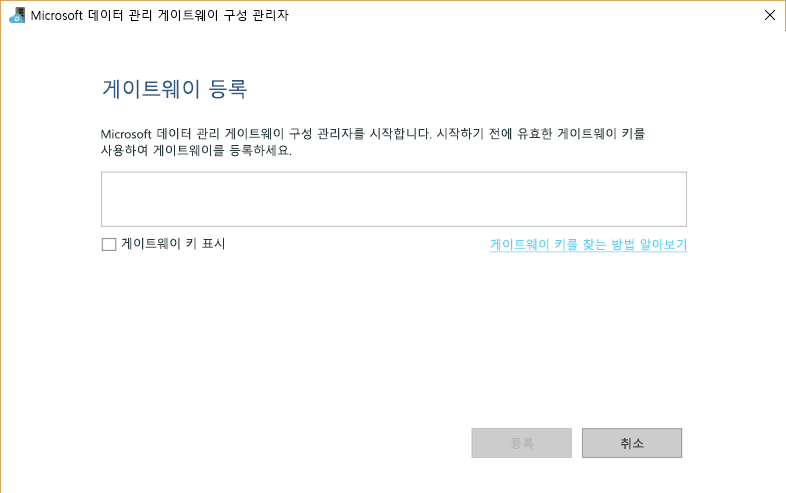 Microsoft 데이터 관리 게이트웨이 구성 관리자
게이트웨이 등록
Microsoft 데이터 관리 게이트웨이 구성 관리자를 시작합니다. 시작하기 전에 유효한 게이트웨이 키를
사용하여 게이트웨이를 등록하세요.
게이트웨이 키 표시
게이트웨이 키를 찾는 방법 알아보기
등록
취소